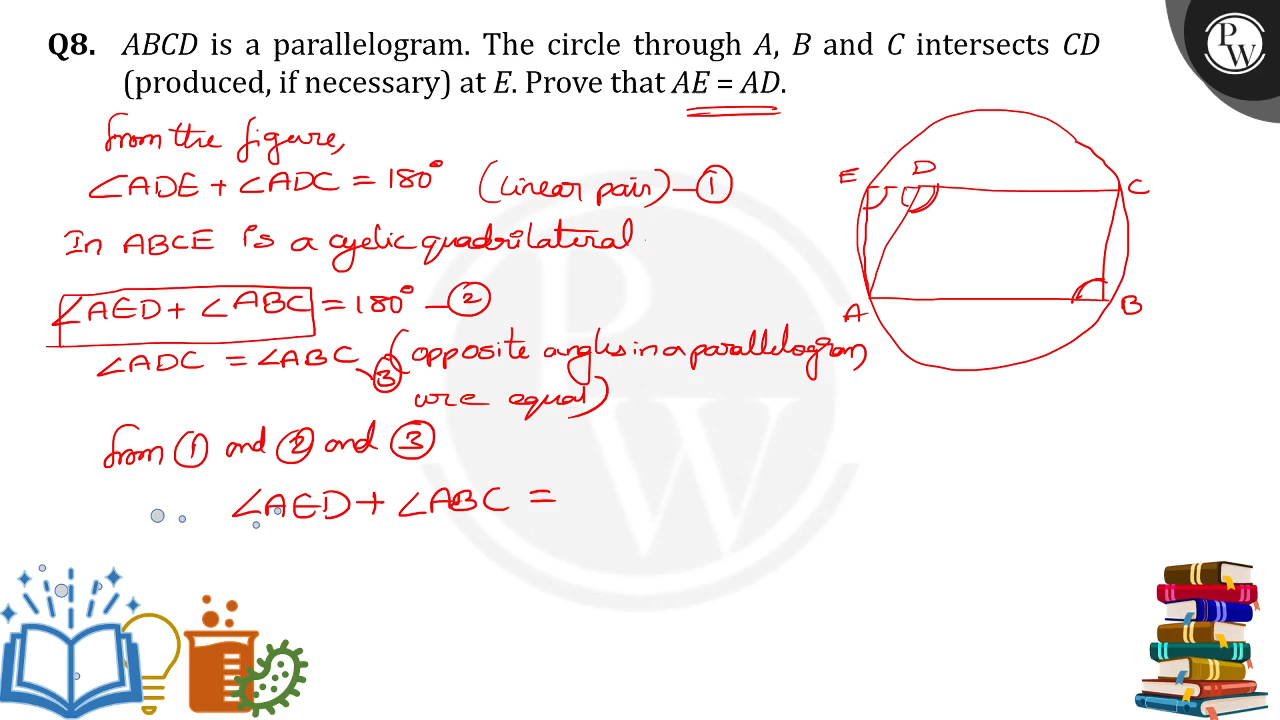 Q8. ABCD is a parallelogram. The circle through A, B and C intersects CD
(produced, if necessary) at E. Prove that AE = AD.
from the figure,
∠ADE + ∠ADC = 180° (linear pair) — ①
In ABCE is a cyclic quadrilateral
∠AED + ∠ABC = 180° — ②
∠ADC = ∠ABC — ③ (opposite angles in a parallelogram
are equal)
from ① and ② and ③
∠AED + ∠ABC =
E D C
A B
PW
PW